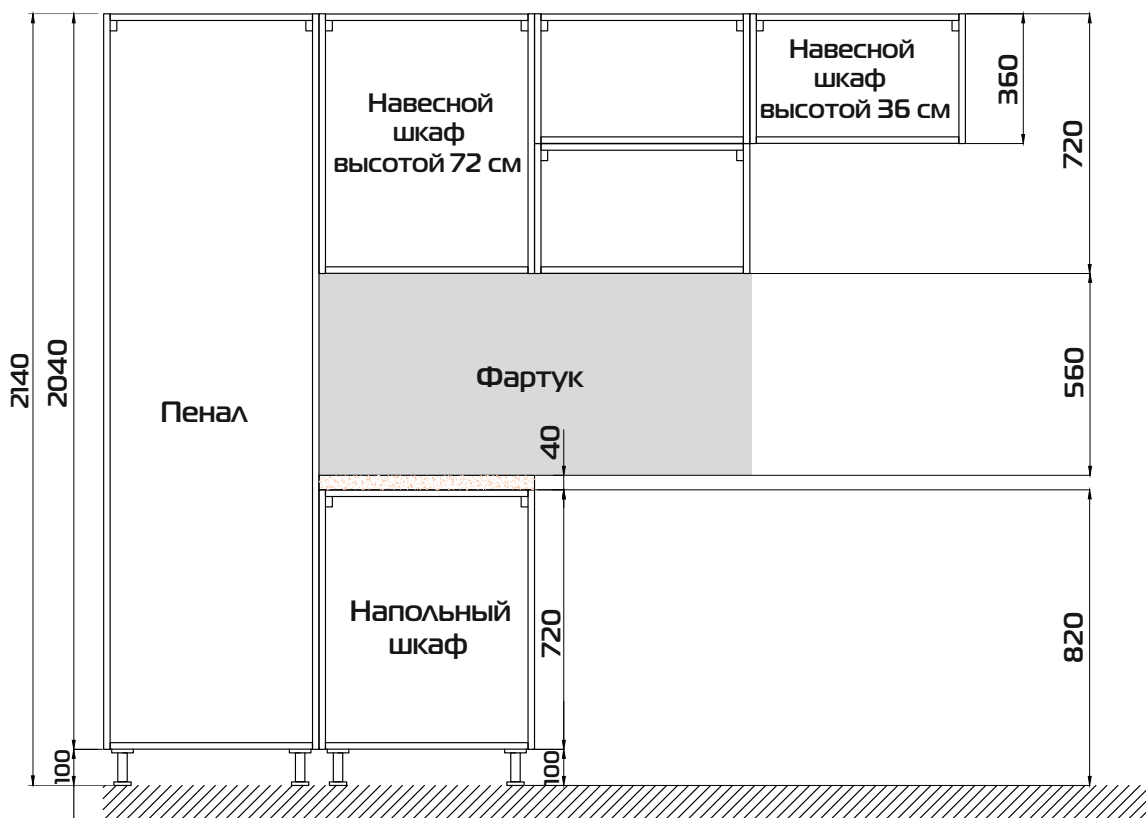 Навесной
шкаф
высотой 72 см
Навесной
шкаф
высотой 36 см
360
720
2140
2040
Пенал
Фартук
560
40
Напольный
шкаф
720
820
100
100